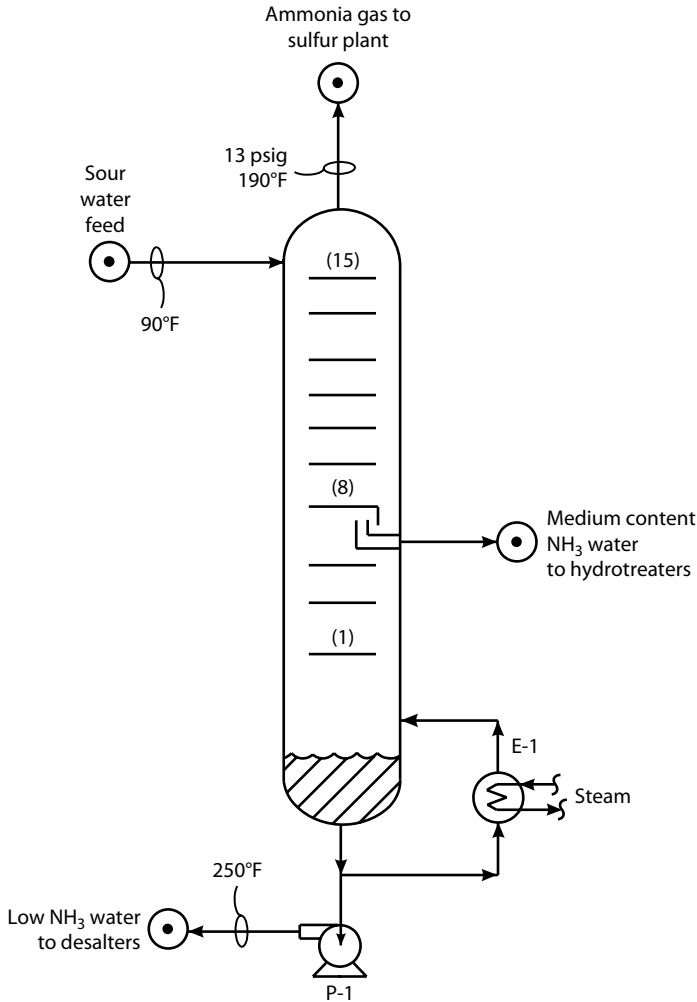 Ammonia gas to
sulfur plant
13 psig
190°F
Sour
water
feed
90°F
(15)
(8)
Medium content
NH₃ water
to hydrotreaters
(1)
E-1
Steam
250°F
Low NH₃ water
to desalters
P-1